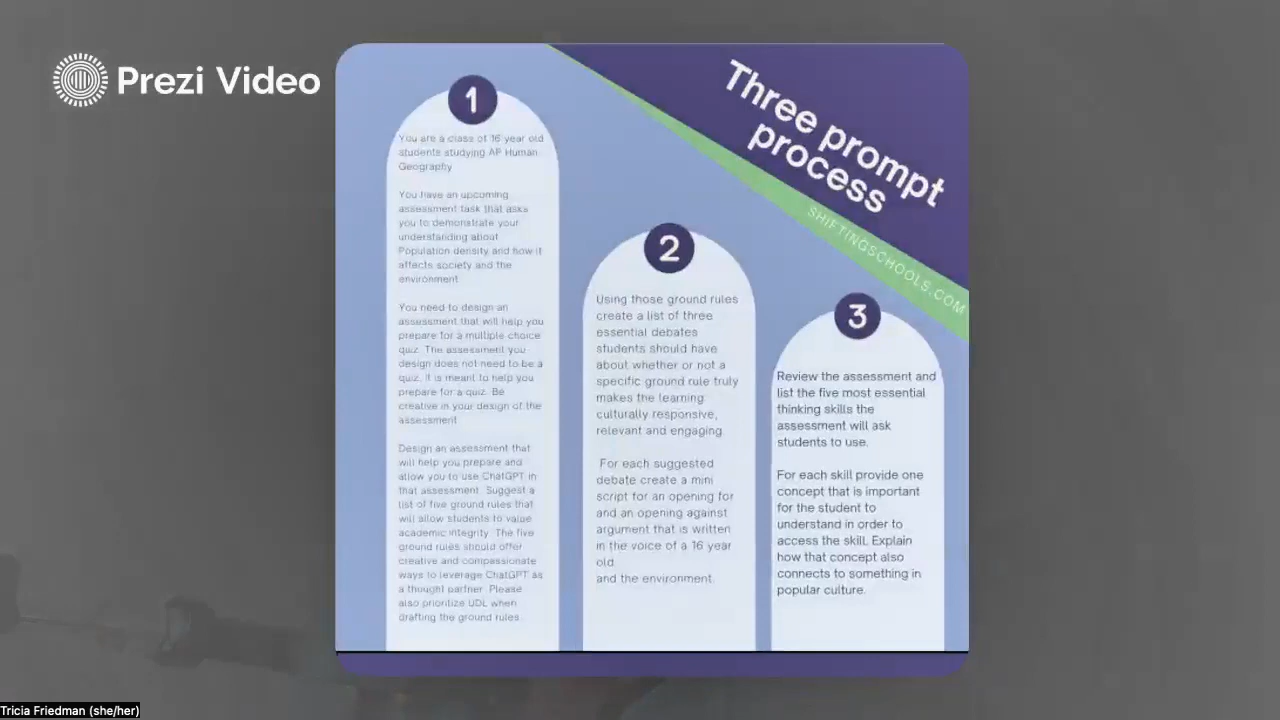 Prezi Video
Three prompt
process
SHIFTINGSCHOOLS.COM
1
You are a class of 16 year old
students studying AP Human
Geography
You have an upcoming
assessment task that asks
you to demonstrate your
understanding about
Population density and how it
affects society and the
environment
You need to design an
assessment that will help you
prepare for a multiple choice
quiz. The assessment you
design does not need to be a
quiz, it is meant to help you
prepare for a quiz. Be
creative in your design of the
assessment
Design an assessment that
will help you prepare and
allow you to use ChatGPT in
that assessment. Suggest a
list of five ground rules that
will allow students to value
academic integrity. The five
ground rules should offer
creative and compassionate
ways to leverage ChatGPT as
a thought partner. Please
also prioritize UDL when
drafting the ground rules.
2
Using those ground rules
create a list of three
essential debates
students should have
about whether or not a
specific ground rule truly
makes the learning
culturally responsive,
relevant and engaging.
For each suggested
debate create a mini
script for an opening for
and an opening against
argument that is written
in the voice of a 16 year
old
and the environment.
3
Review the assessment and
list the five most essential
thinking skills the
assessment will ask
students to use.
For each skill provide one
concept that is important
for the student to
understand in order to
access the skill. Explain
how that concept also
connects to something in
popular culture.
Tricia Friedman (she/her)